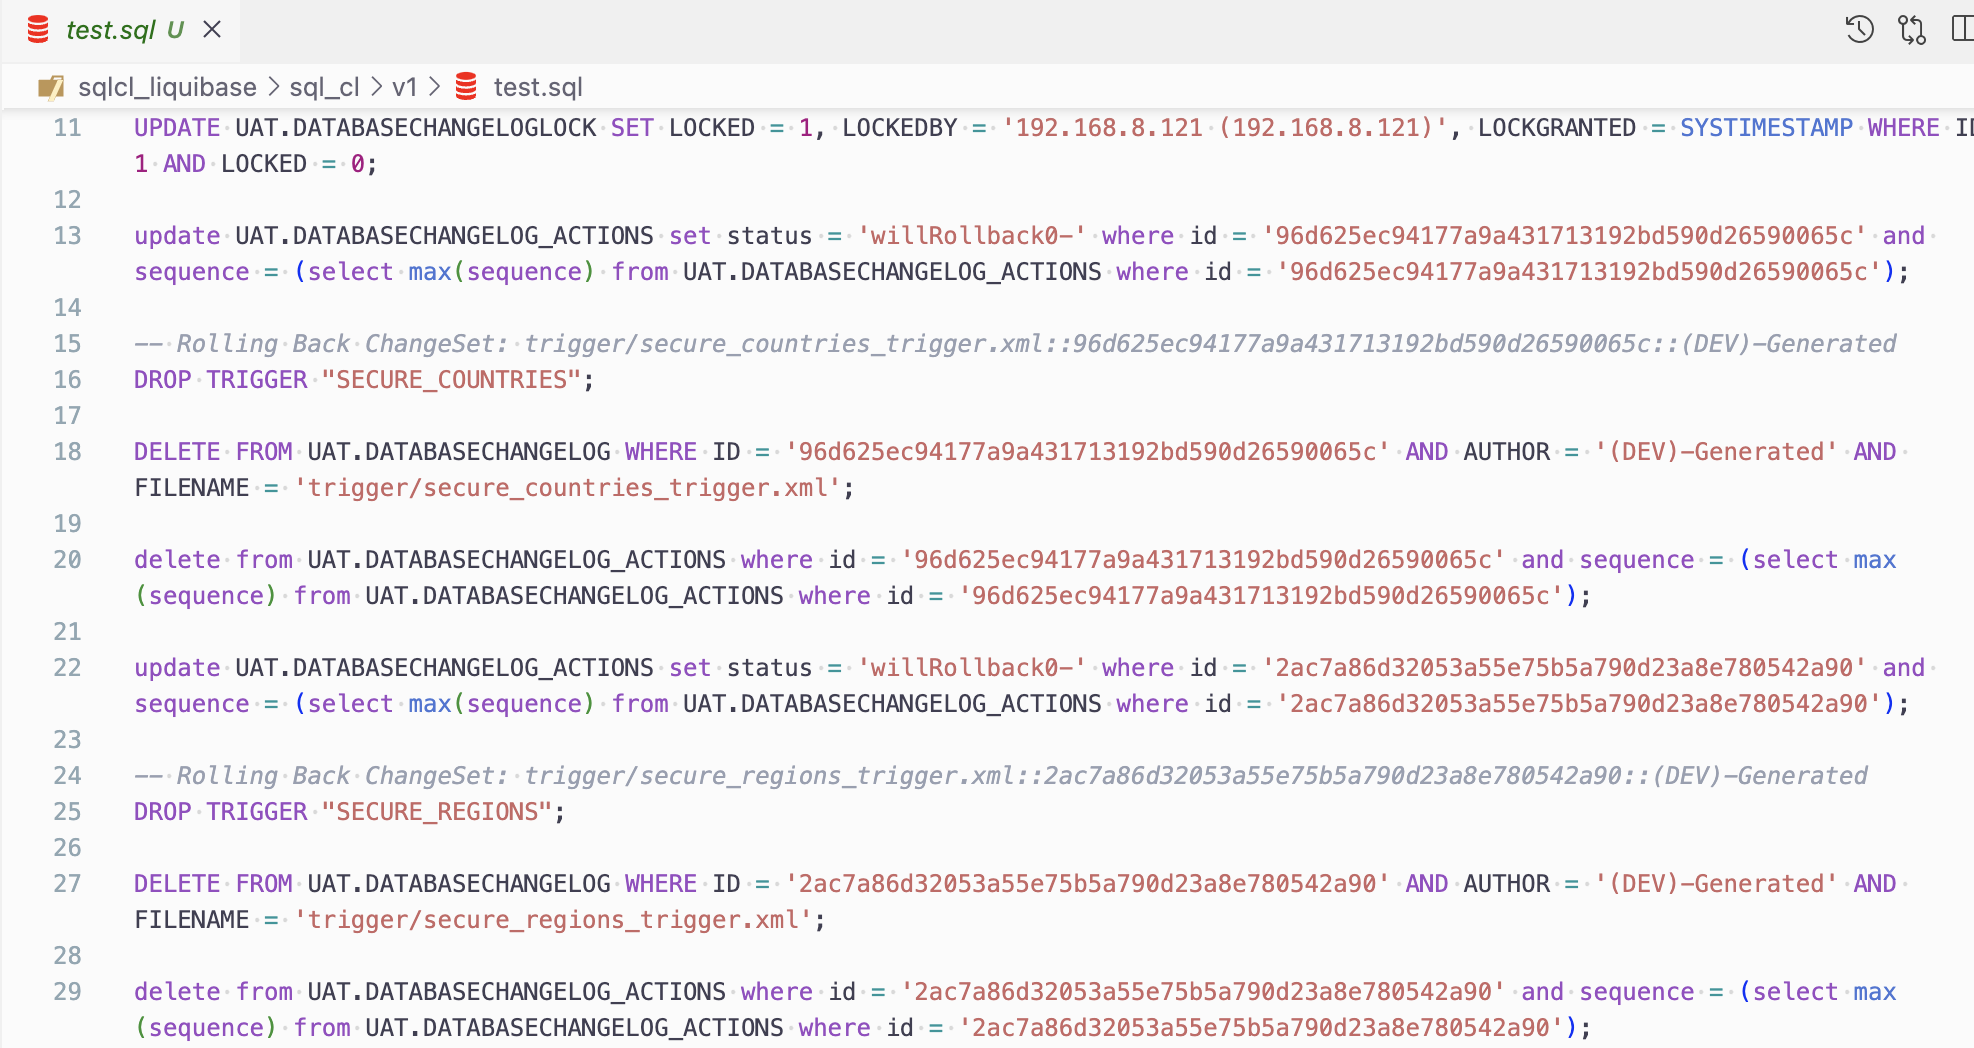 test.sql U
sqlcl_liquibase > sql_cl > v1 > test.sql
11 UPDATE UAT.DATABASECHANGELOGLOCK SET LOCKED = 1, LOCKEDBY = '192.168.8.121 (192.168.8.121)', LOCKGRANTED = SYSTIMESTAMP WHERE ID
1 AND LOCKED = 0;
12
13 update UAT.DATABASECHANGELOG_ACTIONS set status = 'willRollback0-' where id = '96d625ec94177a9a431713192bd590d26590065c' and
sequence = (select max(sequence) from UAT.DATABASECHANGELOG_ACTIONS where id = '96d625ec94177a9a431713192bd590d26590065c');
14
15 -- Rolling Back ChangeSet: trigger/secure_countries_trigger.xml::96d625ec94177a9a431713192bd590d26590065c::(DEV)-Generated
16 DROP TRIGGER "SECURE_COUNTRIES";
17
18 DELETE FROM UAT.DATABASECHANGELOG WHERE ID = '96d625ec94177a9a431713192bd590d26590065c' AND AUTHOR = '(DEV)-Generated' AND
FILENAME = 'trigger/secure_countries_trigger.xml';
19
20 delete from UAT.DATABASECHANGELOG_ACTIONS where id = '96d625ec94177a9a431713192bd590d26590065c' and sequence = (select max
(sequence) from UAT.DATABASECHANGELOG_ACTIONS where id = '96d625ec94177a9a431713192bd590d26590065c');
21
22 update UAT.DATABASECHANGELOG_ACTIONS set status = 'willRollback0-' where id = '2ac7a86d32053a55e75b5a790d23a8e780542a90' and
sequence = (select max(sequence) from UAT.DATABASECHANGELOG_ACTIONS where id = '2ac7a86d32053a55e75b5a790d23a8e780542a90');
23
24 -- Rolling Back ChangeSet: trigger/secure_regions_trigger.xml::2ac7a86d32053a55e75b5a790d23a8e780542a90::(DEV)-Generated
25 DROP TRIGGER "SECURE_REGIONS";
26
27 DELETE FROM UAT.DATABASECHANGELOG WHERE ID = '2ac7a86d32053a55e75b5a790d23a8e780542a90' AND AUTHOR = '(DEV)-Generated' AND
FILENAME = 'trigger/secure_regions_trigger.xml';
28
29 delete from UAT.DATABASECHANGELOG_ACTIONS where id = '2ac7a86d32053a55e75b5a790d23a8e780542a90' and sequence = (select max
(sequence) from UAT.DATABASECHANGELOG_ACTIONS where id = '2ac7a86d32053a55e75b5a790d23a8e780542a90');